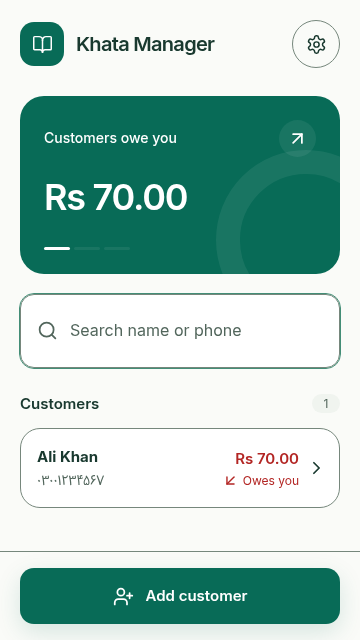 Khata Manager
Customers owe you
Rs 70.00
Search name or phone
Customers
1
Ali Khan
۰۳۰۰۱۲۳۴۵۶۷
Rs 70.00
Owes you
Add customer